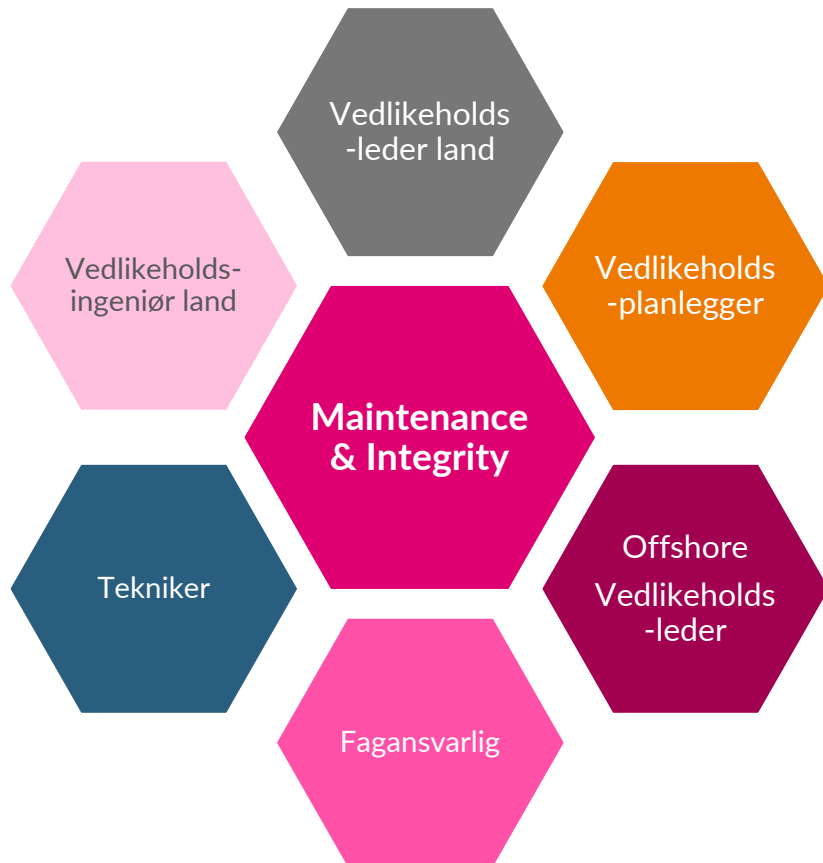 Vedlikeholds
-leder land
Vedlikeholds-
ingeniør land
Vedlikeholds
-planlegger
Maintenance
& Integrity
Tekniker
Offshore
Vedlikeholds
-leder
Fagansvarlig